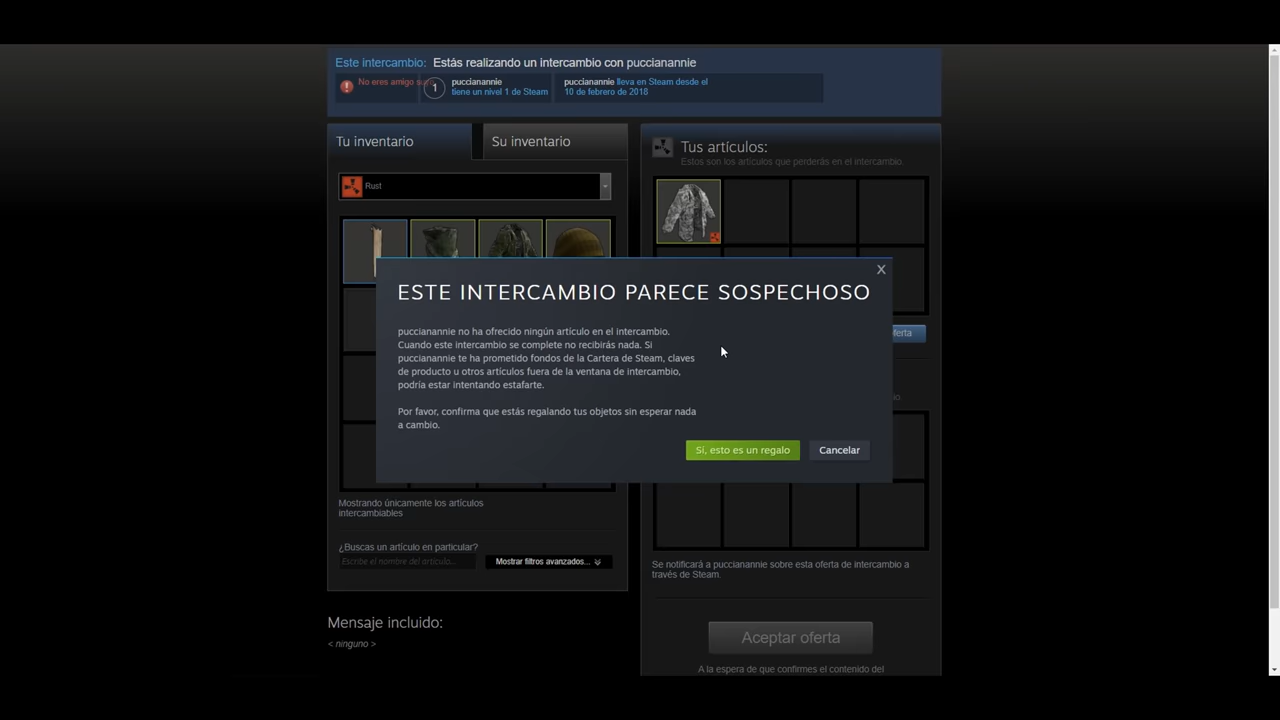 Este intercambio: Estás realizando un intercambio con puccianannie
No eres amigo
1
puccianannie
tiene un nivel 1 de Steam
puccianannie lleva en Steam desde el
10 de febrero de 2018
Tu inventario
Su inventario
Rust
Tus artículos:
Estos son los artículos que perderás en el intercambio.
X
ESTE INTERCAMBIO PARECE SOSPECHOSO
puccianannie no ha ofrecido ningún artículo en el intercambio.
Cuando este intercambio se complete no recibirás nada. Si
puccianannie te ha prometido fondos de la Cartera de Steam, claves
de producto u otros artículos fuera de la ventana de intercambio,
podría estar intentando estafarte.
Por favor, confirma que estás regalando tus objetos sin esperar nada
a cambio.
Sí, esto es un regalo
Cancelar
Mostrando únicamente los artículos
intercambiables
¿Buscas un artículo en particular?
Escribe el nombre del artículo...
Mostrar filtros avanzados...
Se notificará a puccianannie sobre esta oferta de intercambio a
través de Steam.
Mensaje incluido:
< ninguno >
Aceptar oferta
A la espera de que confirmes el contenido del